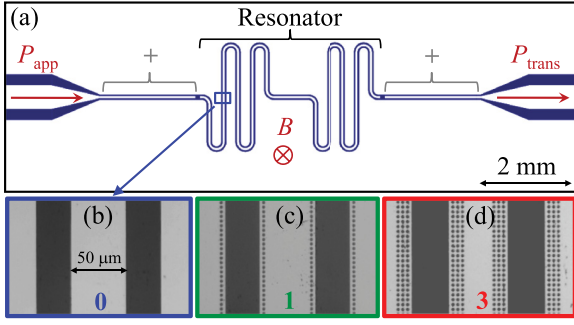 (a)
Resonator
+
+
P_app
P_trans
B
2 mm
(b)
(c)
(d)
50 μm
0
1
3